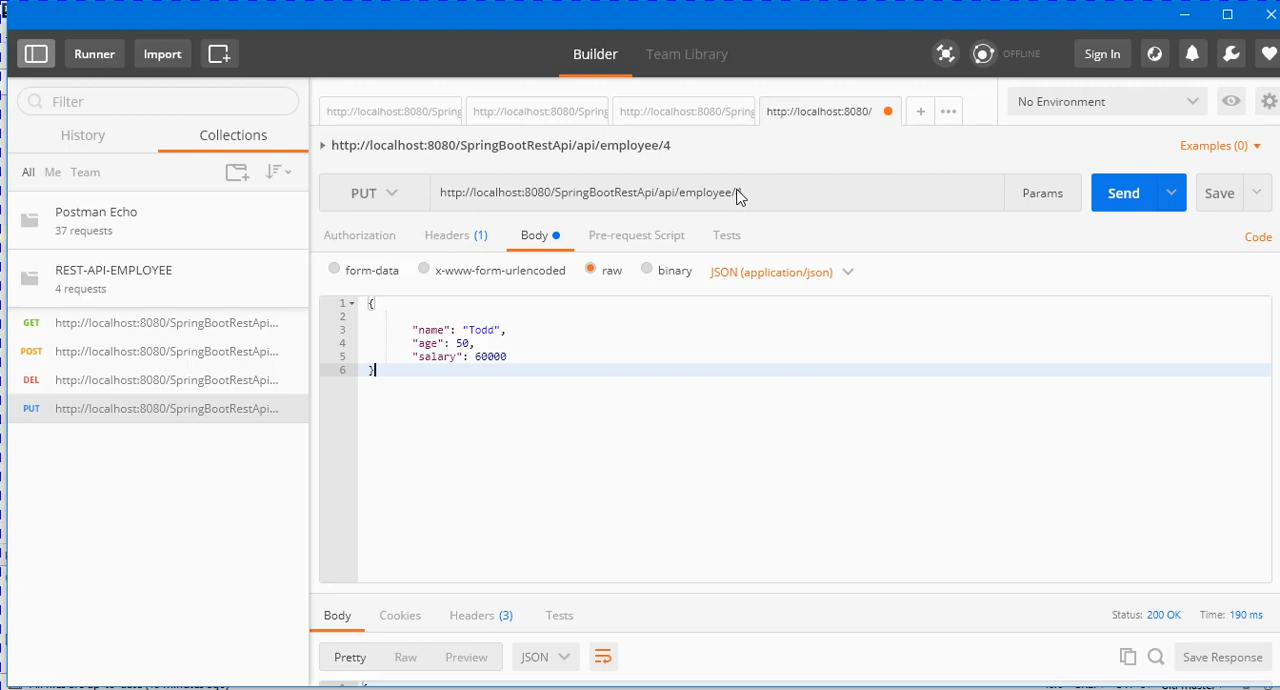 Runner
Import
Builder
Team Library
OFFLINE
Sign In
Filter
History
Collections
All Me Team
Postman Echo
37 requests
REST-API-EMPLOYEE
4 requests
GET http://localhost:8080/SpringBootRestApi...
POST http://localhost:8080/SpringBootRestApi...
DEL http://localhost:8080/SpringBootRestApi...
PUT http://localhost:8080/SpringBootRestApi...
http://localhost:8080/Spring
http://localhost:8080/Spring
http://localhost:8080/Spring
http://localhost:8080/
No Environment
http://localhost:8080/SpringBootRestApi/api/employee/4
Examples (0)
PUT
http://localhost:8080/SpringBootRestApi/api/employee/
Params
Send
Save
Authorization
Headers (1)
Body
Pre-request Script
Tests
Code
form-data
x-www-form-urlencoded
raw
binary
JSON (application/json)
1 {
2
3 "name": "Todd",
4 "age": 50,
5 "salary": 60000
6 }
Body
Cookies
Headers (3)
Tests
Status: 200 OK
Time: 190 ms
Pretty
Raw
Preview
JSON
Save Response